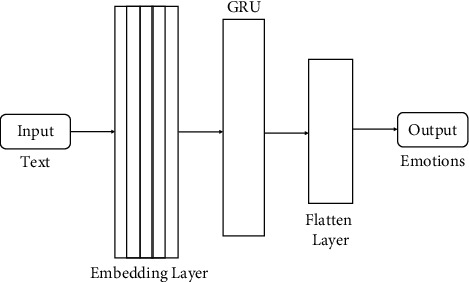 GRU
Input
Text
Embedding Layer
Flatten
Layer
Output
Emotions